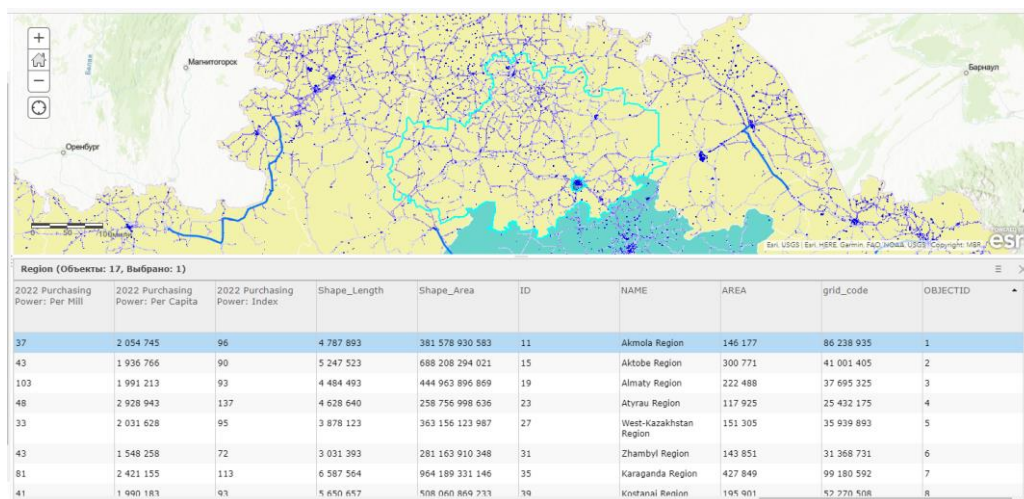 +
Магнитогорск
Белая
Барнаул
−
Оренбург
0 50 100
Esri, USGS | Esri, HERE, Garmin, FAO, NOAA, USGS | Copyright: MBR...
esri
Region (Объекты: 17, Выбрано: 1)
2022 Purchasing Power: Per Mill 2022 Purchasing Power: Per Capita 2022 Purchasing Power: Index Shape_Length Shape_Area ID NAME AREA grid_code OBJECTID
37 2 054 745 96 4 787 893 381 578 930 583 11 Akmola Region 146 177 86 238 935 1
43 1 936 766 90 5 247 523 688 208 294 021 15 Aktobe Region 300 771 41 001 405 2
103 1 991 213 93 4 484 493 444 963 896 869 19 Almaty Region 222 488 37 695 325 3
48 2 928 943 137 4 628 640 258 756 998 636 23 Atyrau Region 117 925 25 432 175 4
33 2 031 628 95 3 878 123 363 156 123 987 27 West-Kazakhstan Region 151 305 35 939 893 5
43 1 548 258 72 3 031 393 281 163 910 348 31 Zhambyl Region 143 851 31 368 731 6
81 2 421 155 113 6 587 564 964 189 331 146 35 Karaganda Region 427 849 99 180 592 7
41 1 990 183 93 5 650 657 508 060 869 233 39 Kostanai Region 195 901 52 270 508 8